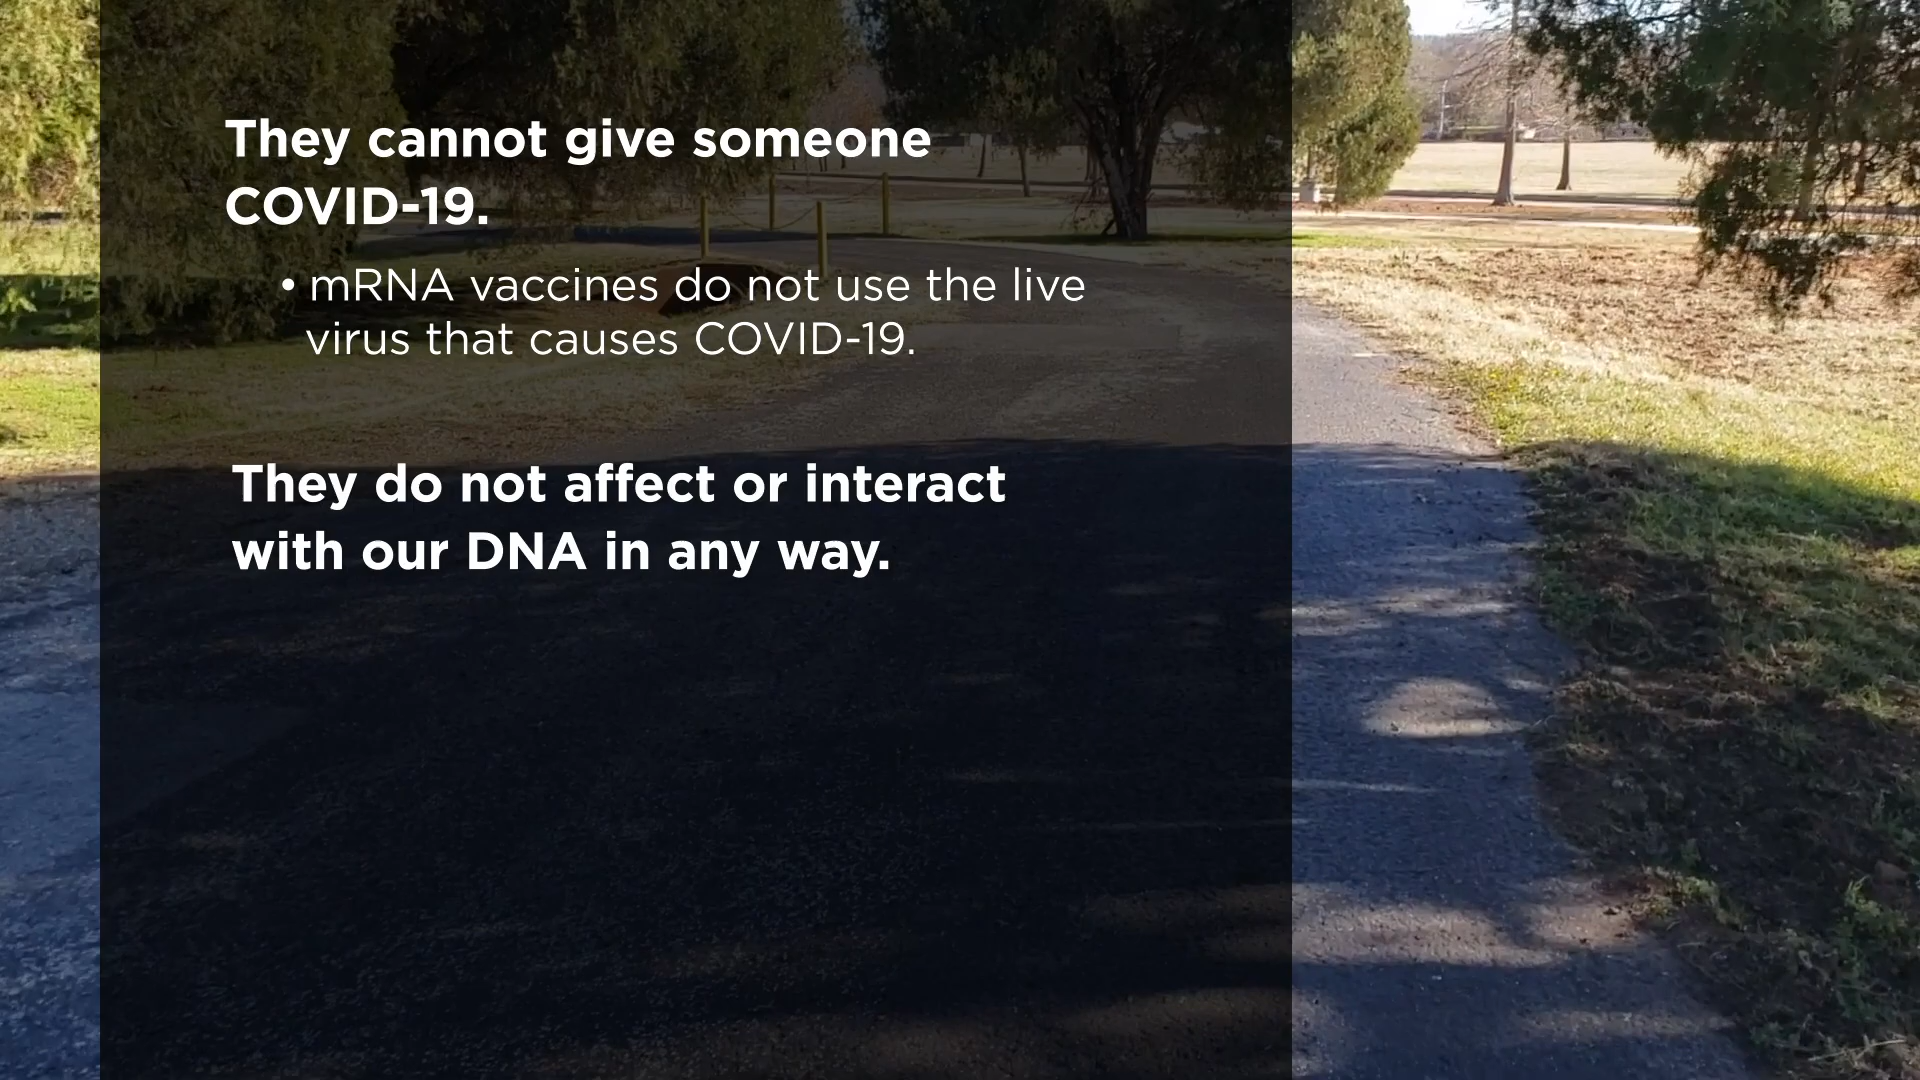 They cannot give someone
COVID-19.
• mRNA vaccines do not use the live
virus that causes COVID-19.
They do not affect or interact
with our DNA in any way.